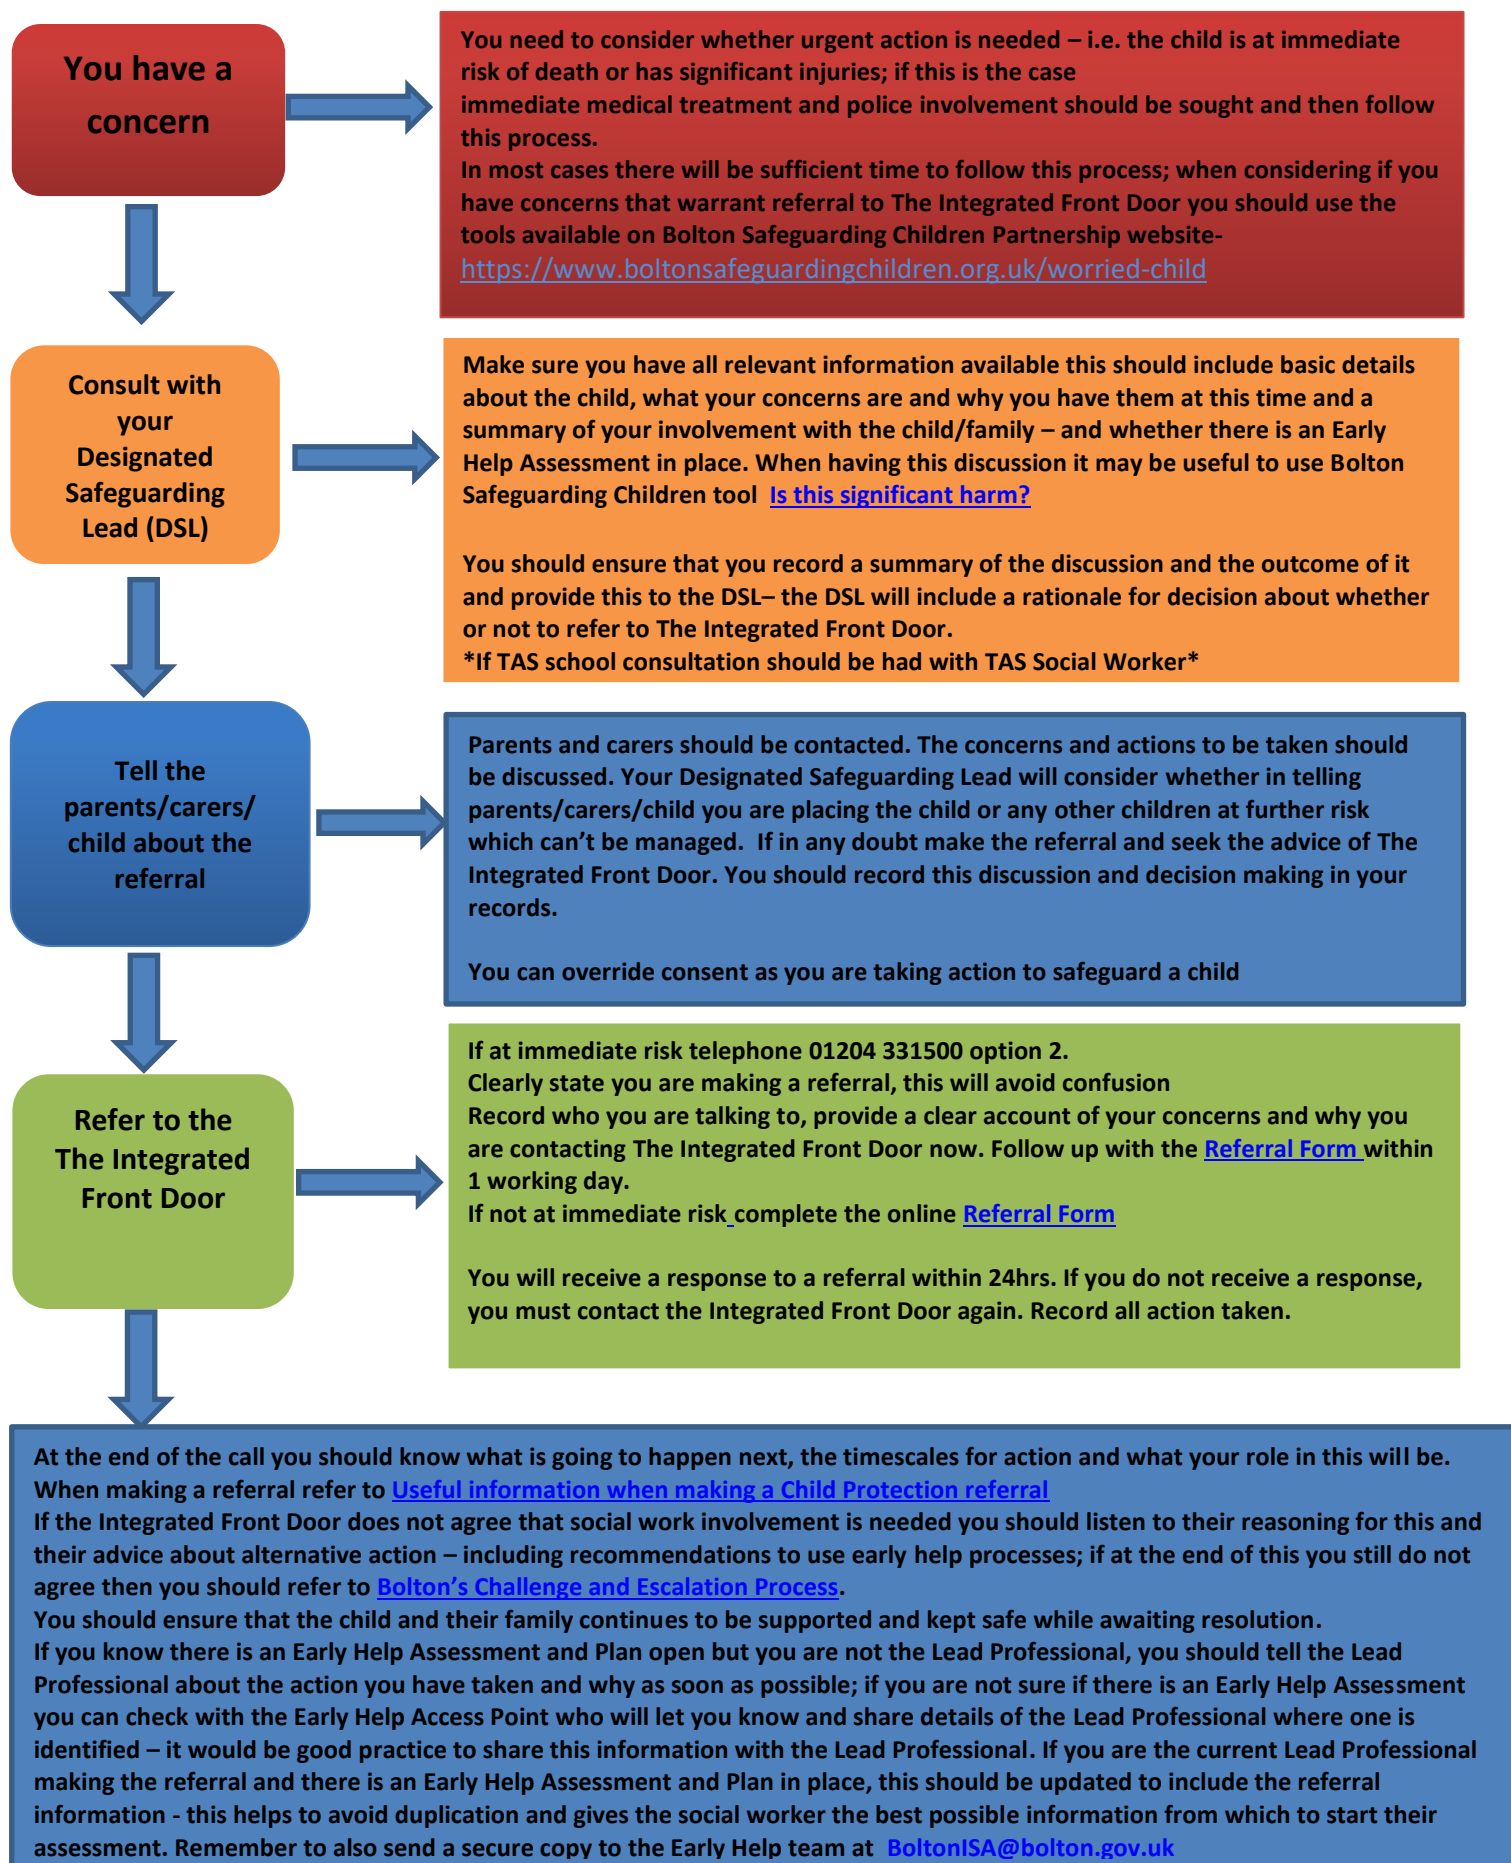 You have a
concern
You need to consider whether urgent action is needed – i.e. the child is at immediate
risk of death or has significant injuries; if this is the case
immediate medical treatment and police involvement should be sought and then follow
this process.
In most cases there will be sufficient time to follow this process; when considering if you
have concerns that warrant referral to The Integrated Front Door you should use the
tools available on Bolton Safeguarding Children Partnership website-
https://www.boltonsafeguardingchildren.org.uk/worried-child
Consult with
your
Designated
Safeguarding
Lead (DSL)
Make sure you have all relevant information available this should include basic details
about the child, what your concerns are and why you have them at this time and a
summary of your involvement with the child/family – and whether there is an Early
Help Assessment in place. When having this discussion it may be useful to use Bolton
Safeguarding Children tool Is this significant harm?
You should ensure that you record a summary of the discussion and the outcome of it
and provide this to the DSL– the DSL will include a rationale for decision about whether
or not to refer to The Integrated Front Door.
*If TAS school consultation should be had with TAS Social Worker*
Tell the
parents/carers/
child about the
referral
Parents and carers should be contacted. The concerns and actions to be taken should
be discussed. Your Designated Safeguarding Lead will consider whether in telling
parents/carers/child you are placing the child or any other children at further risk
which can’t be managed. If in any doubt make the referral and seek the advice of The
Integrated Front Door. You should record this discussion and decision making in your
records.
You can override consent as you are taking action to safeguard a child
Refer to the
The Integrated
Front Door
If at immediate risk telephone 01204 331500 option 2.
Clearly state you are making a referral, this will avoid confusion
Record who you are talking to, provide a clear account of your concerns and why you
are contacting The Integrated Front Door now. Follow up with the Referral Form within
1 working day.
If not at immediate risk complete the online Referral Form
You will receive a response to a referral within 24hrs. If you do not receive a response,
you must contact the Integrated Front Door again. Record all action taken.
At the end of the call you should know what is going to happen next, the timescales for action and what your role in this will be.
When making a referral refer to Useful information when making a Child Protection referral
If the Integrated Front Door does not agree that social work involvement is needed you should listen to their reasoning for this and
their advice about alternative action – including recommendations to use early help processes; if at the end of this you still do not
agree then you should refer to Bolton’s Challenge and Escalation Process.
You should ensure that the child and their family continues to be supported and kept safe while awaiting resolution.
If you know there is an Early Help Assessment and Plan open but you are not the Lead Professional, you should tell the Lead
Professional about the action you have taken and why as soon as possible; if you are not sure if there is an Early Help Assessment
you can check with the Early Help Access Point who will let you know and share details of the Lead Professional where one is
identified – it would be good practice to share this information with the Lead Professional. If you are the current Lead Professional
making the referral and there is an Early Help Assessment and Plan in place, this should be updated to include the referral
information - this helps to avoid duplication and gives the social worker the best possible information from which to start their
assessment. Remember to also send a secure copy to the Early Help team at BoltonISA@bolton.gov.uk